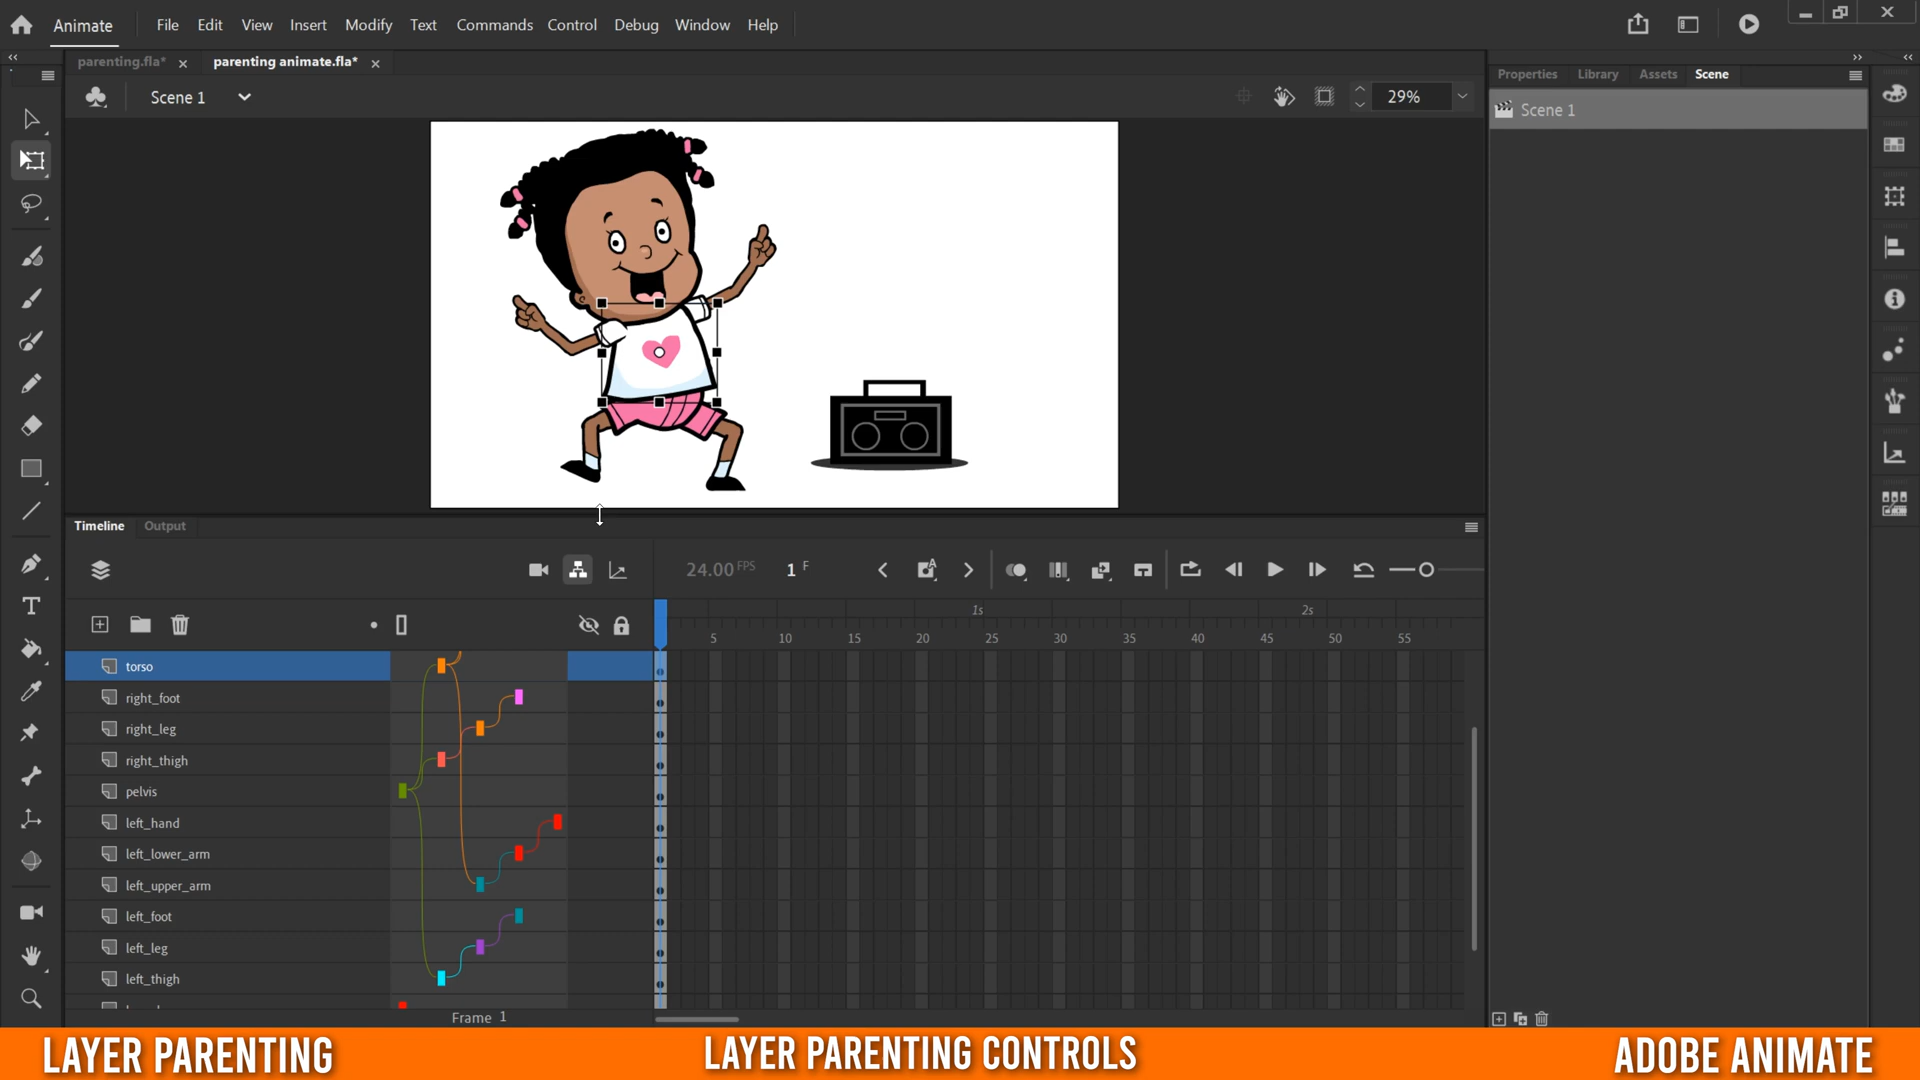 Animate File Edit View Insert Modify Text Commands Control Debug Window Help
parenting.fla* parenting animate.fla*
Properties Library Assets Scene
Scene 1 29%
Scene 1
Timeline Output
24.00 FPS 1 F
1s 2s
5 10 15 20 25 30 35 40 45 50 55
torso
right_foot
right_leg
right_thigh
pelvis
left_hand
left_lower_arm
left_upper_arm
left_foot
left_leg
left_thigh
Frame 1
LAYER PARENTING LAYER PARENTING CONTROLS ADOBE ANIMATE